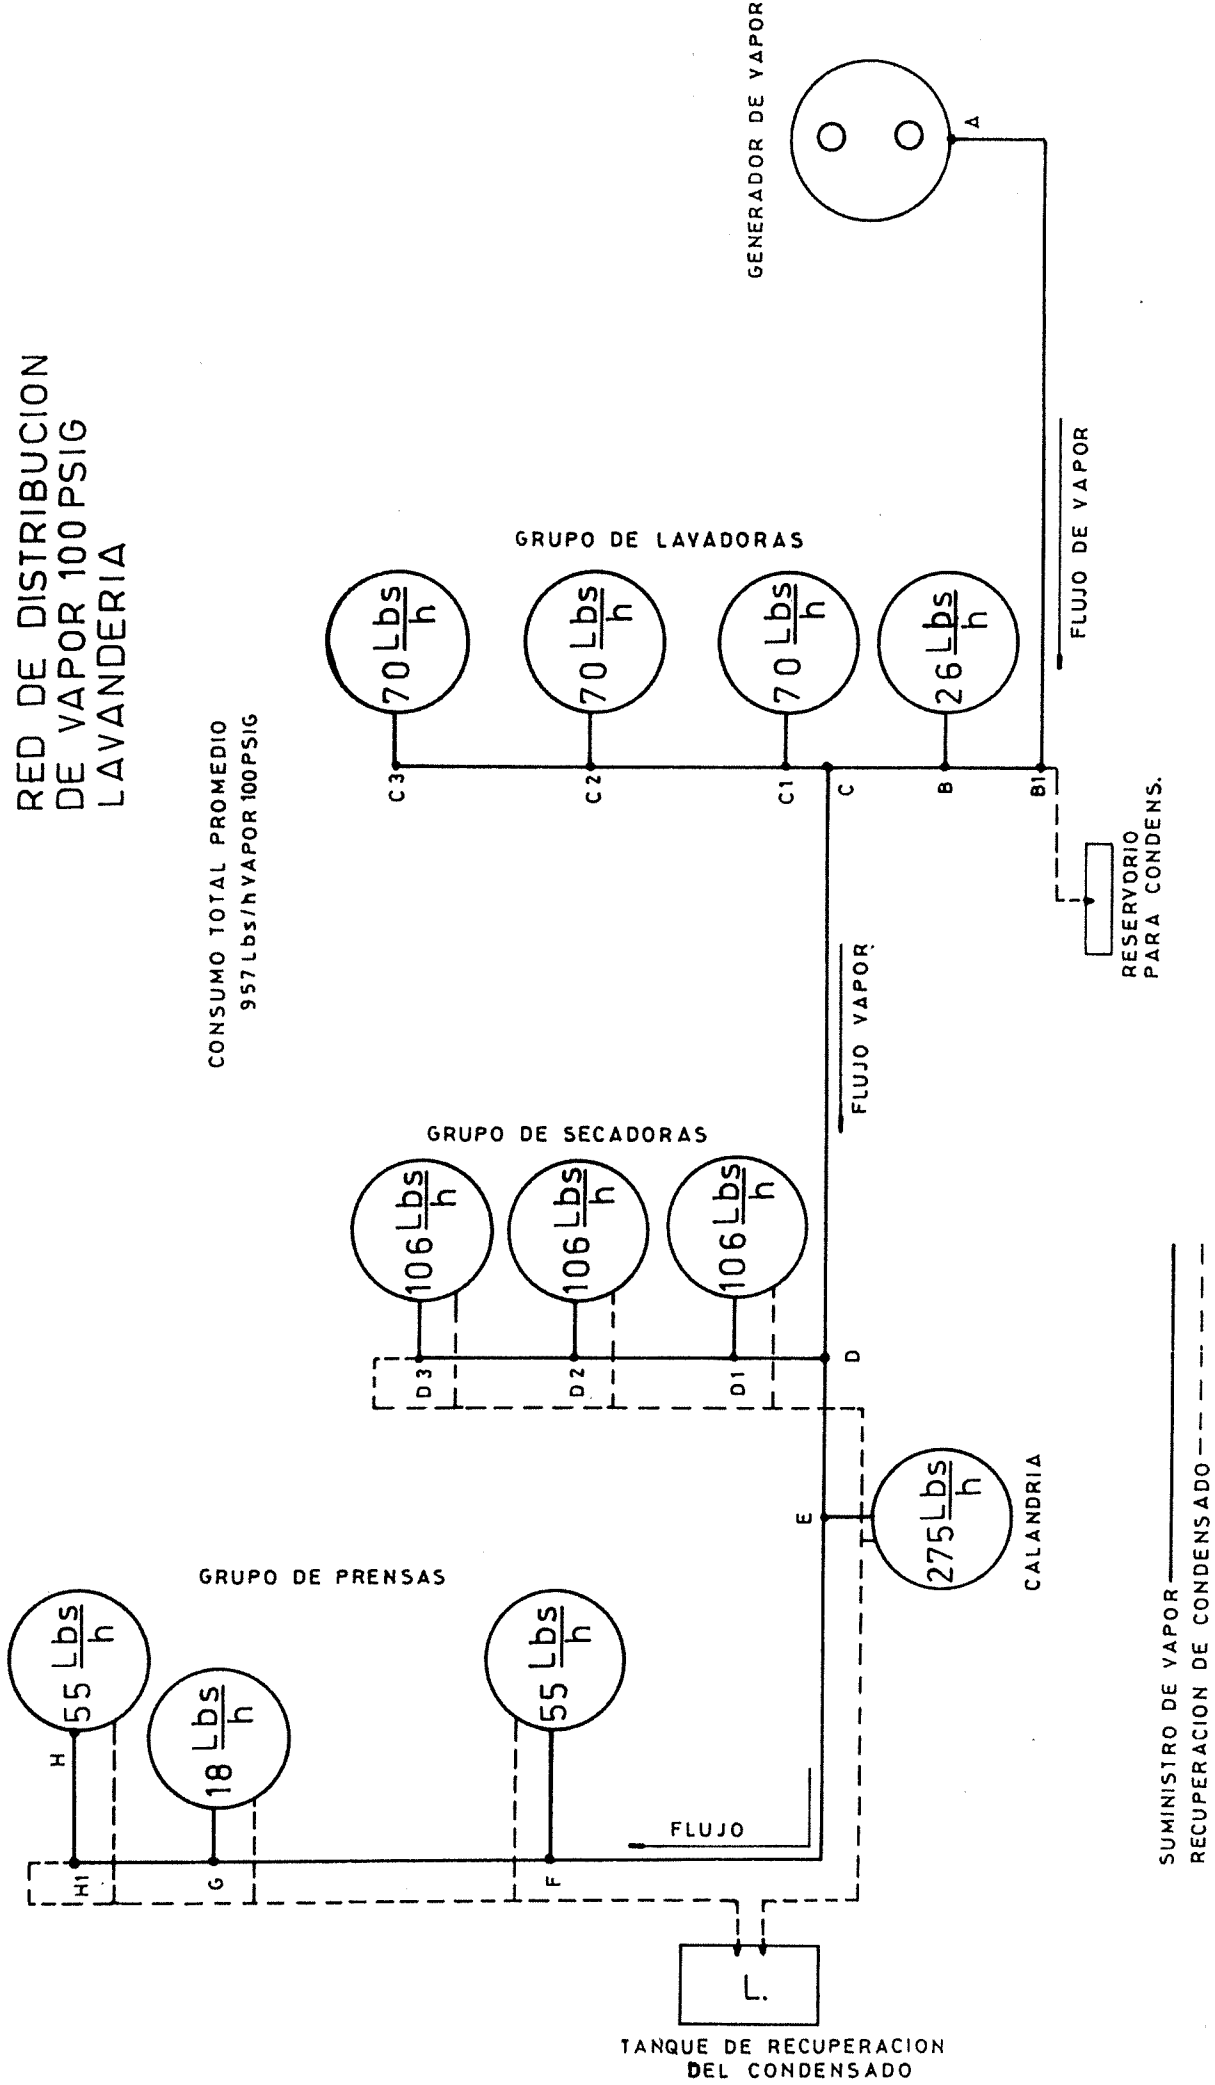 RED DE DISTRIBUCION
DE VAPOR 100 PSIG
LAVANDERIA
CONSUMO TOTAL PROMEDIO
957 Lbs/h VAPOR 100PSIG
GRUPO DE PRENSAS
55 Lbs/h
H
H1
18 Lbs/h
G
55 Lbs/h
F
FLUJO
L.
TANQUE DE RECUPERACION
DEL CONDENSADO
GRUPO DE SECADORAS
106 Lbs/h
D3
106 Lbs/h
D2
106 Lbs/h
D1
D
E
275 Lbs/h
CALANDRIA
FLUJO VAPOR
GRUPO DE LAVADORAS
70 Lbs/h
C3
70 Lbs/h
C2
70 Lbs/h
C1
C
26 Lbs/h
B
B1
RESERVORIO
PARA CONDENS.
FLUJO DE VAPOR
GENERADOR DE VAPOR
A
SUMINISTRO DE VAPOR
RECUPERACION DE CONDENSADO